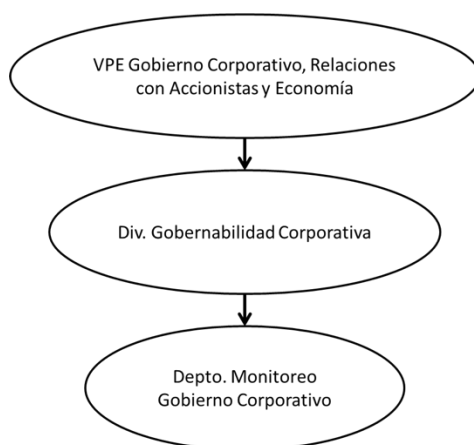 VPE Gobierno Corporativo, Relaciones
con Accionistas y Economía
Div. Gobernabilidad Corporativa
Depto. Monitoreo
Gobierno Corporativo